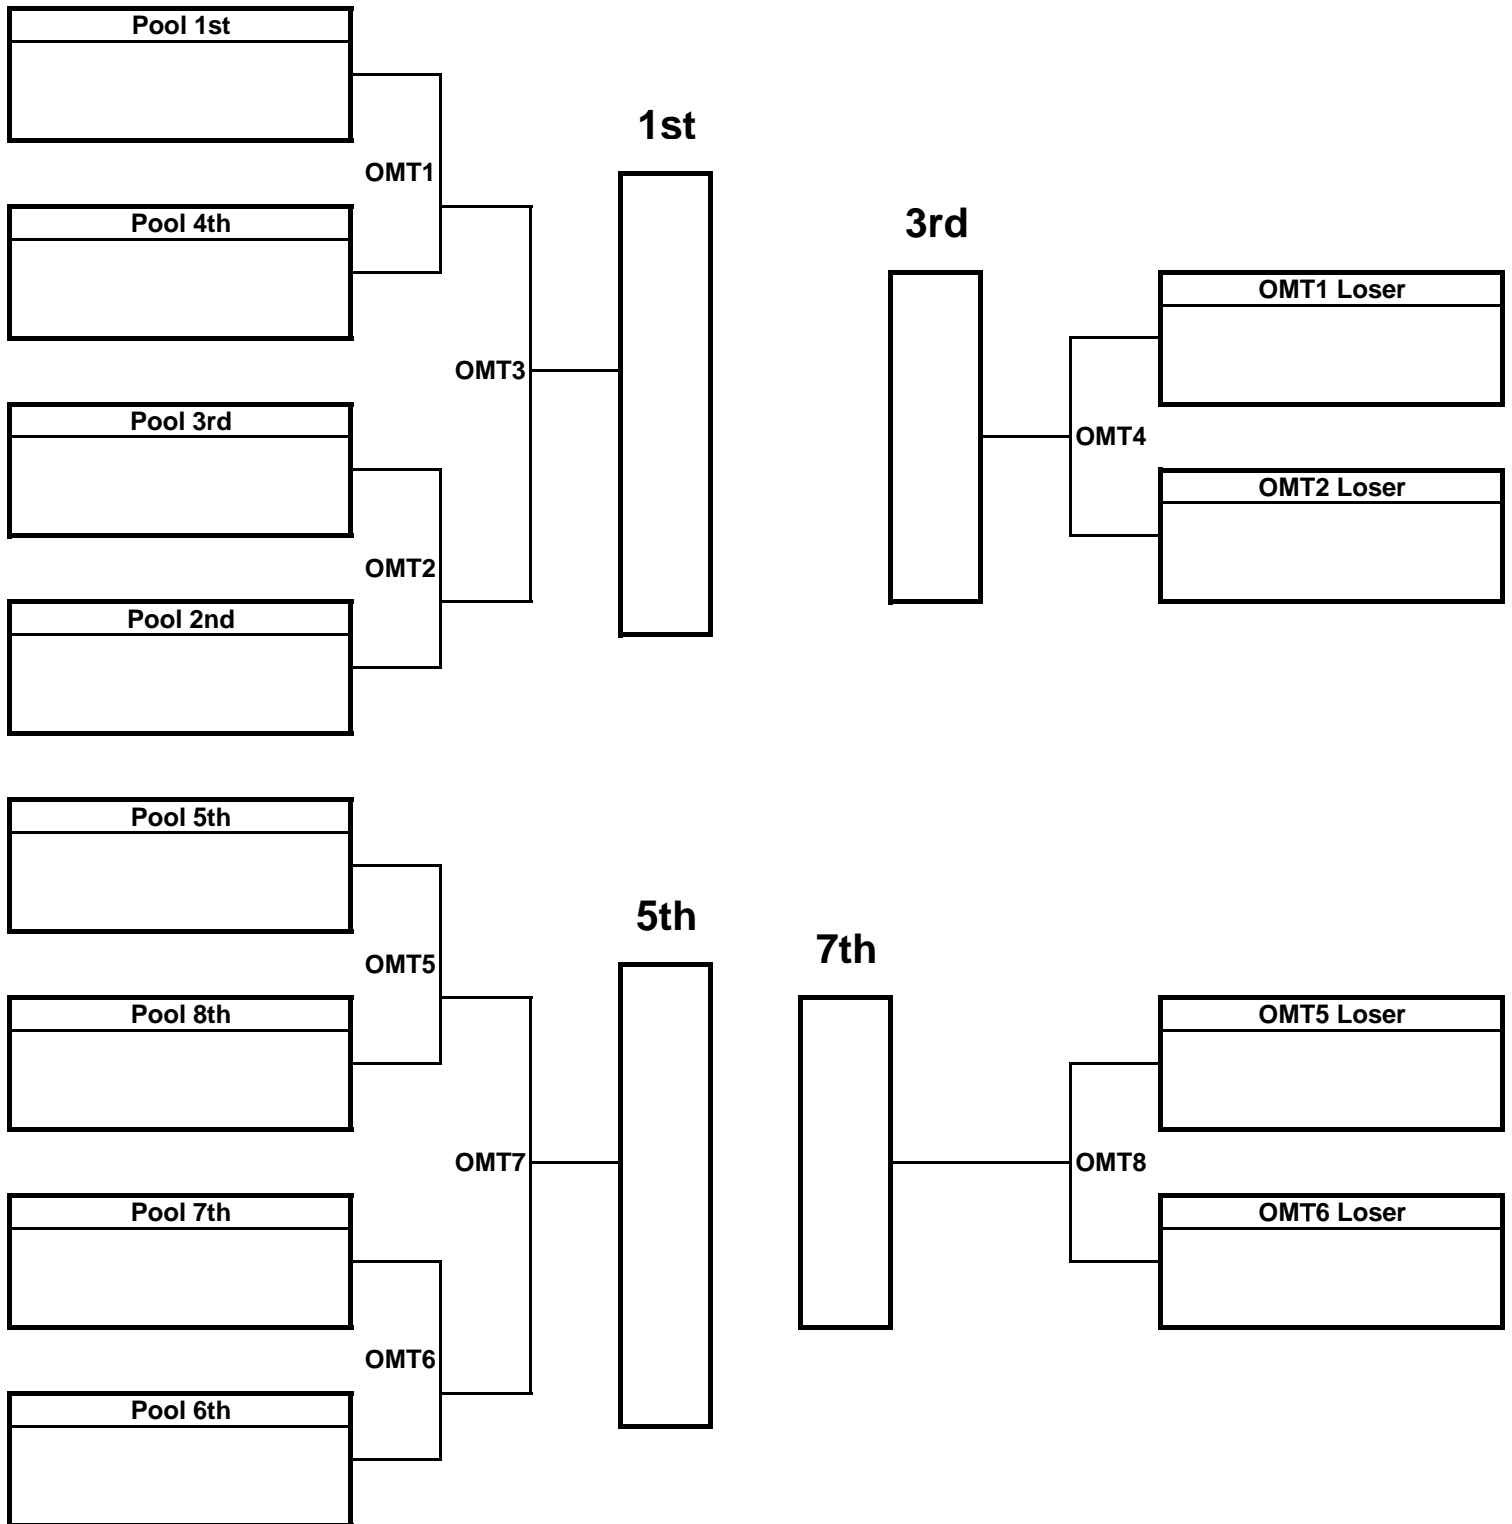 Pool 1st
OMT1
Pool 4th
OMT3
Pool 3rd
OMT2
Pool 2nd
1st
3rd
OMT1 Loser
OMT4
OMT2 Loser
Pool 5th
OMT5
Pool 8th
OMT7
Pool 7th
OMT6
Pool 6th
5th
7th
OMT5 Loser
OMT8
OMT6 Loser